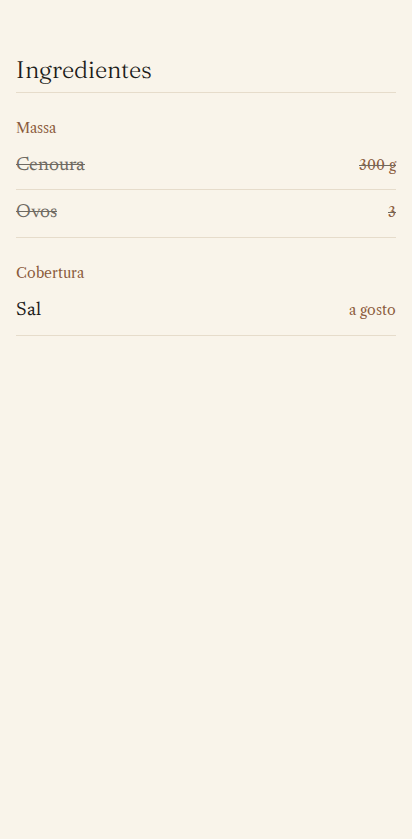 Ingredientes
Massa
Cenoura 300 g
Ovos 3
Cobertura
Sal a gosto